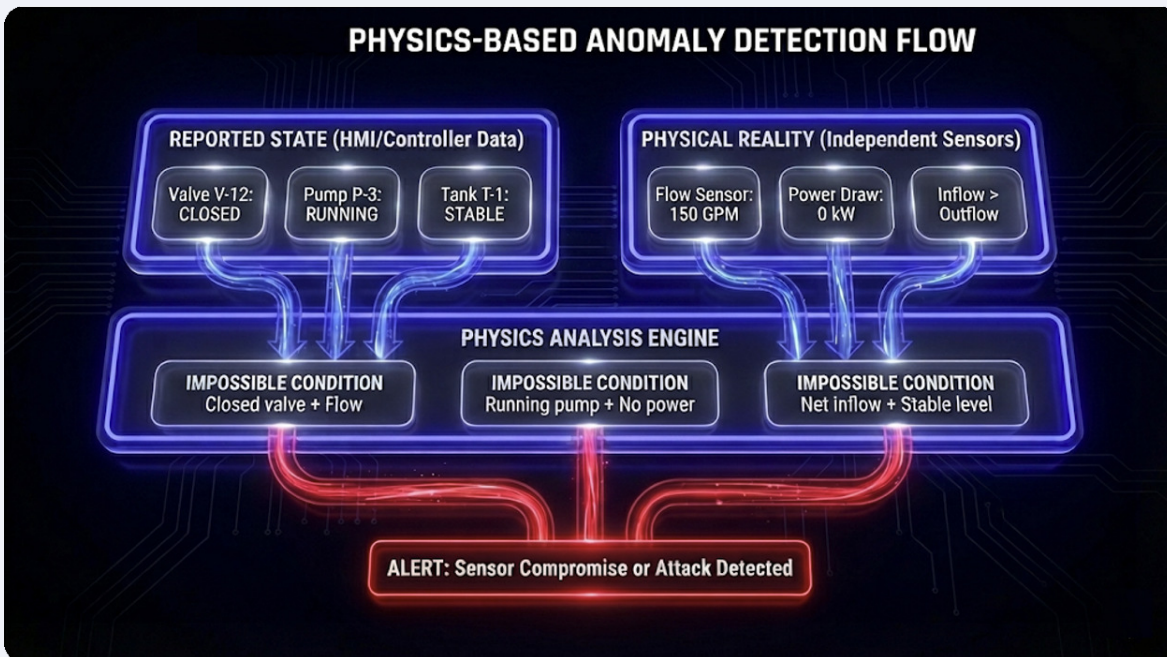 PHYSICS-BASED ANOMALY DETECTION FLOW
REPORTED STATE (HMI/Controller Data)
Valve V-12:
CLOSED
Pump P-3:
RUNNING
Tank T-1:
STABLE
PHYSICAL REALITY (Independent Sensors)
Flow Sensor:
150 GPM
Power Draw:
0 kW
Inflow >
Outflow
PHYSICS ANALYSIS ENGINE
IMPOSSIBLE CONDITION
Closed valve + Flow
IMPOSSIBLE CONDITION
Running pump + No power
IMPOSSIBLE CONDITION
Net inflow + Stable level
ALERT: Sensor Compromise or Attack Detected